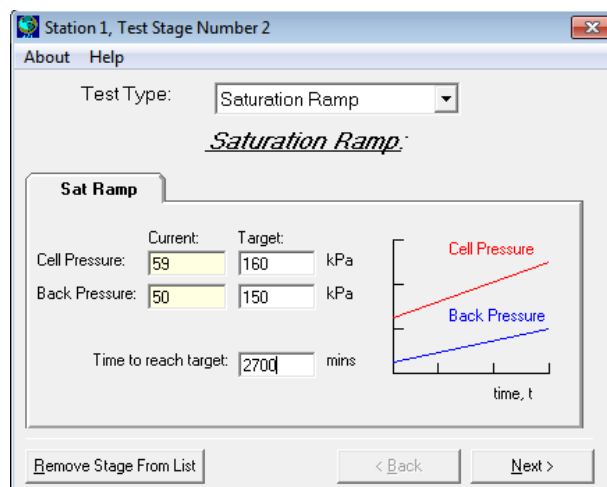 Station 1, Test Stage Number 2
About Help
Test Type: Saturation Ramp
Saturation Ramp:
Sat Ramp
Current: Target:
Cell Pressure: 59 160 kPa
Back Pressure: 50 150 kPa
Time to reach target: 2700 mins
Cell Pressure
Back Pressure
time, t
Remove Stage From List < Back Next >